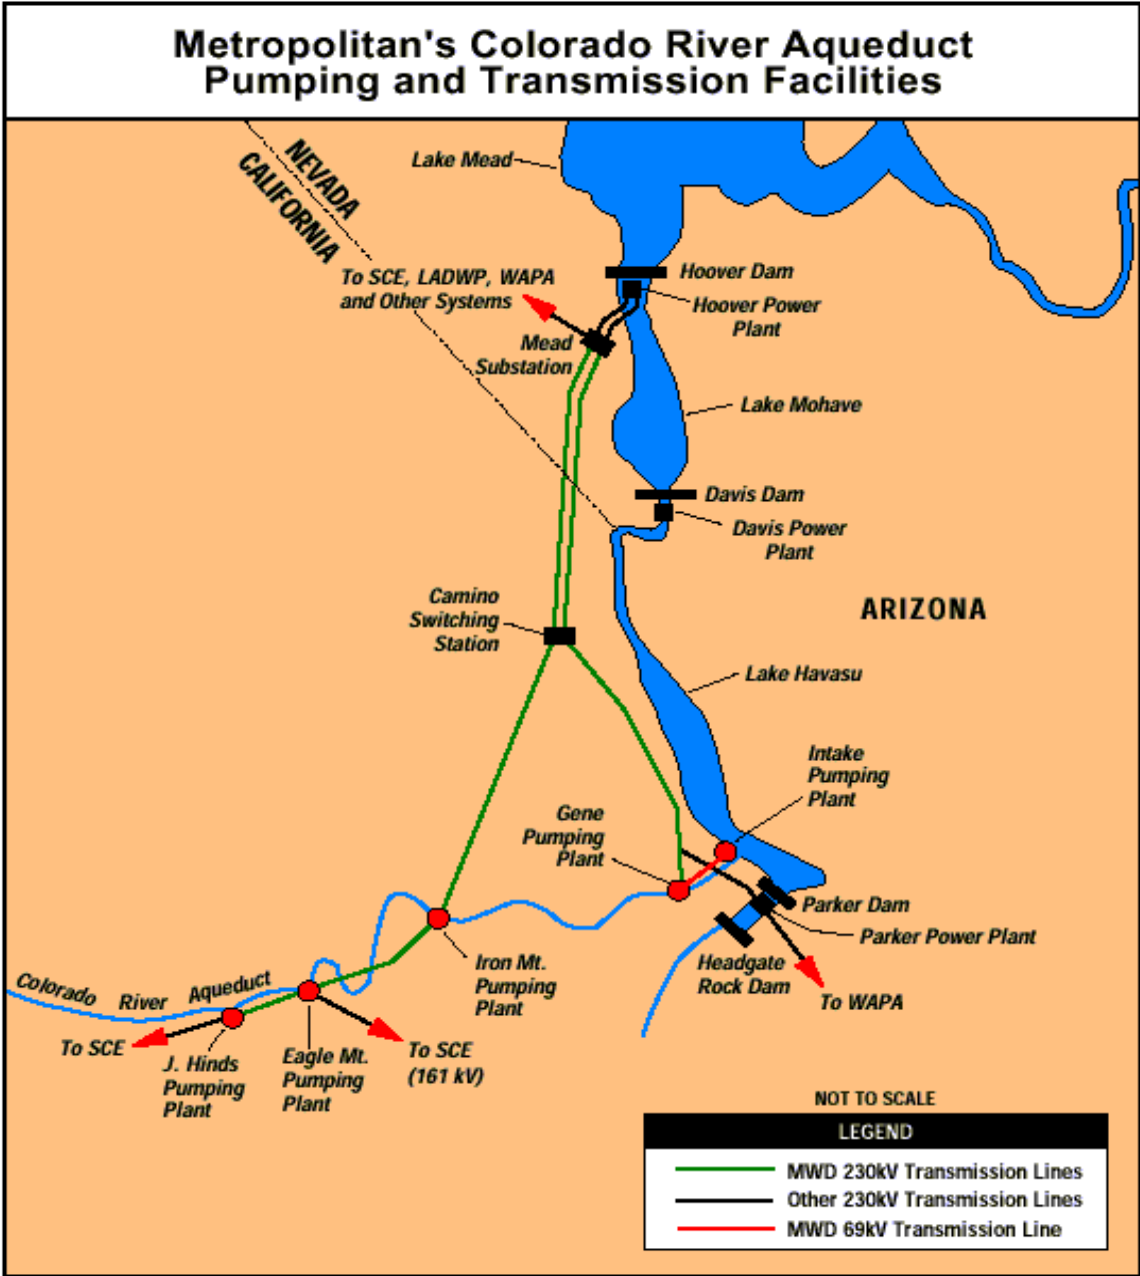 Metropolitan's Colorado River Aqueduct
Pumping and Transmission Facilities
NEVADA
CALIFORNIA
Lake Mead
To SCE, LADWP, WAPA
and Other Systems
Hoover Dam
Hoover Power
Plant
Mead
Substation
Lake Mohave
Davis Dam
Davis Power
Plant
Camino
Switching
Station
ARIZONA
Lake Havasu
Intake
Pumping
Plant
Gene
Pumping
Plant
Parker Dam
Parker Power Plant
Headgate
Rock Dam
To WAPA
Iron Mt.
Pumping
Plant
Colorado River Aqueduct
To SCE
J. Hinds
Pumping
Plant
Eagle Mt.
Pumping
Plant
To SCE
(161 kV)
NOT TO SCALE
LEGEND
MWD 230kV Transmission Lines
Other 230kV Transmission Lines
MWD 69kV Transmission Line